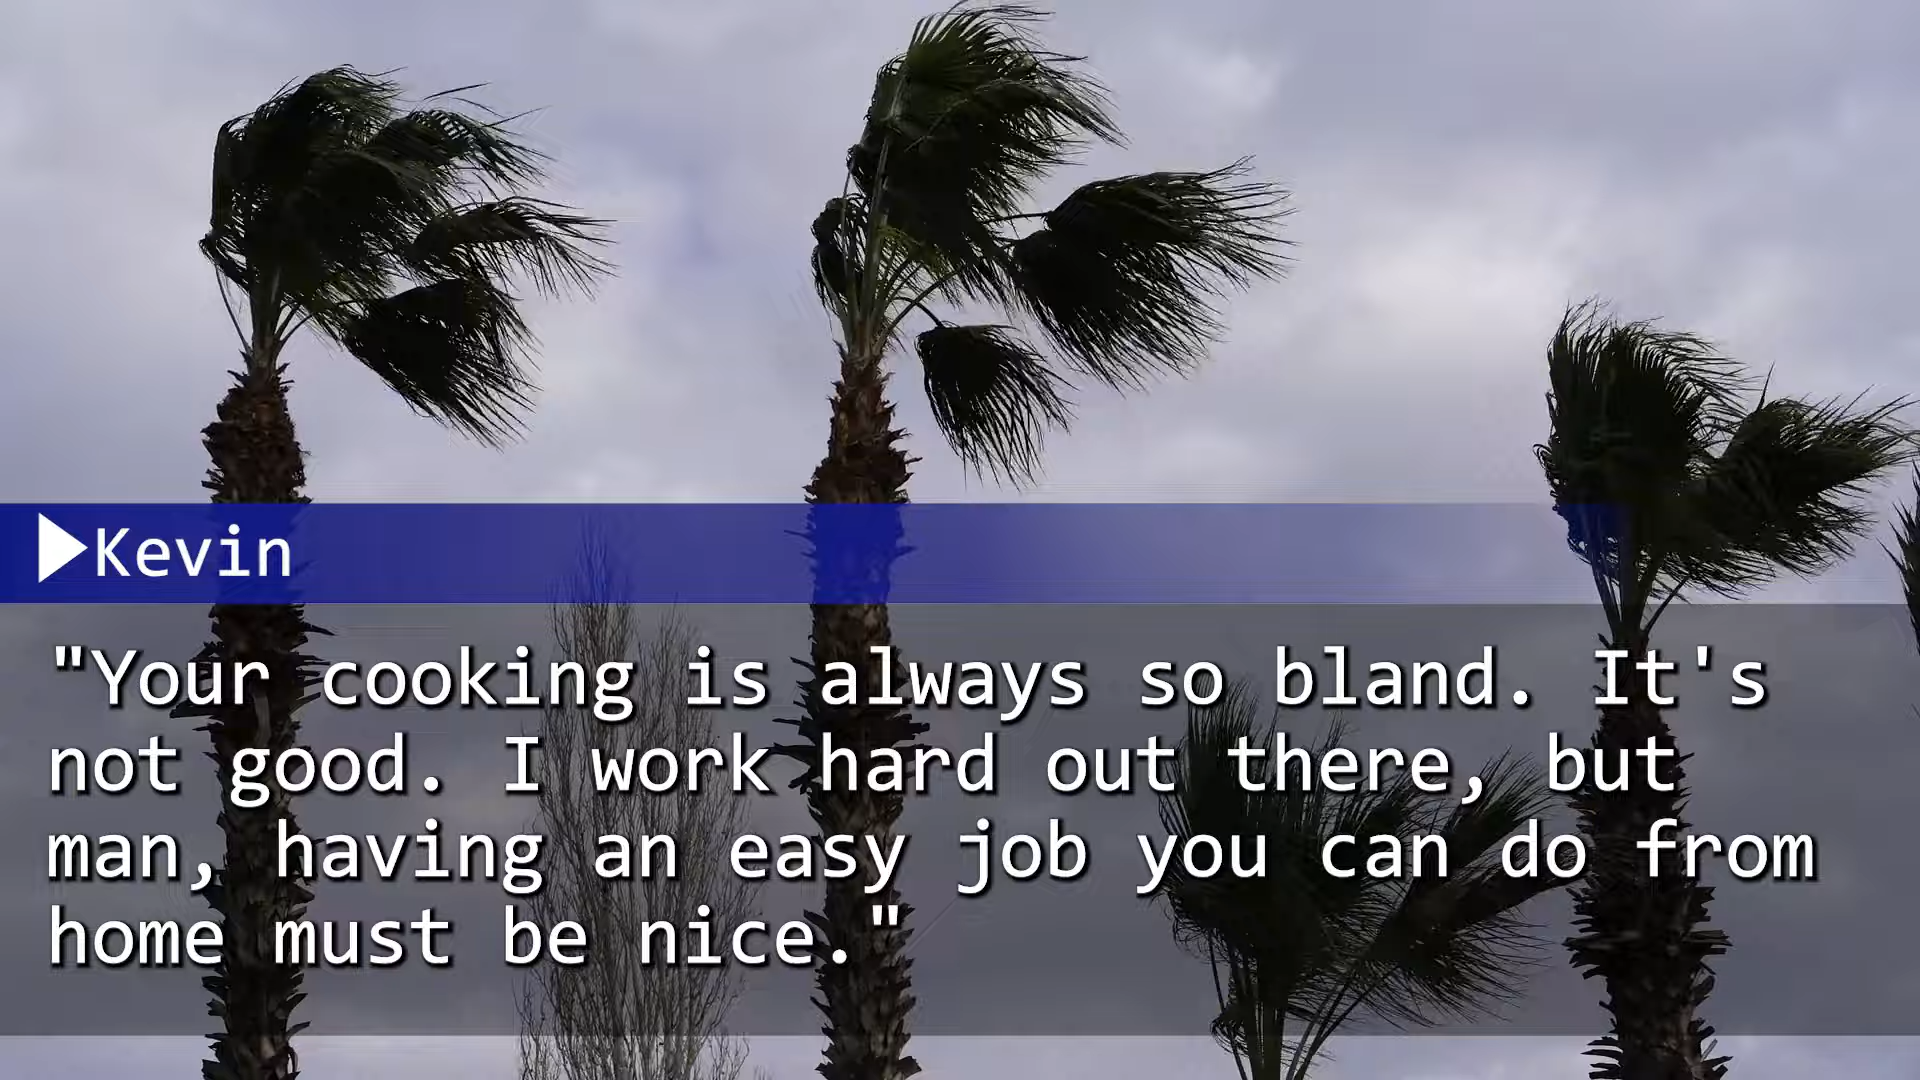 Kevin
"Your cooking is always so bland. It's
not good. I work hard out there, but
man, having an easy job you can do from
home must be nice."